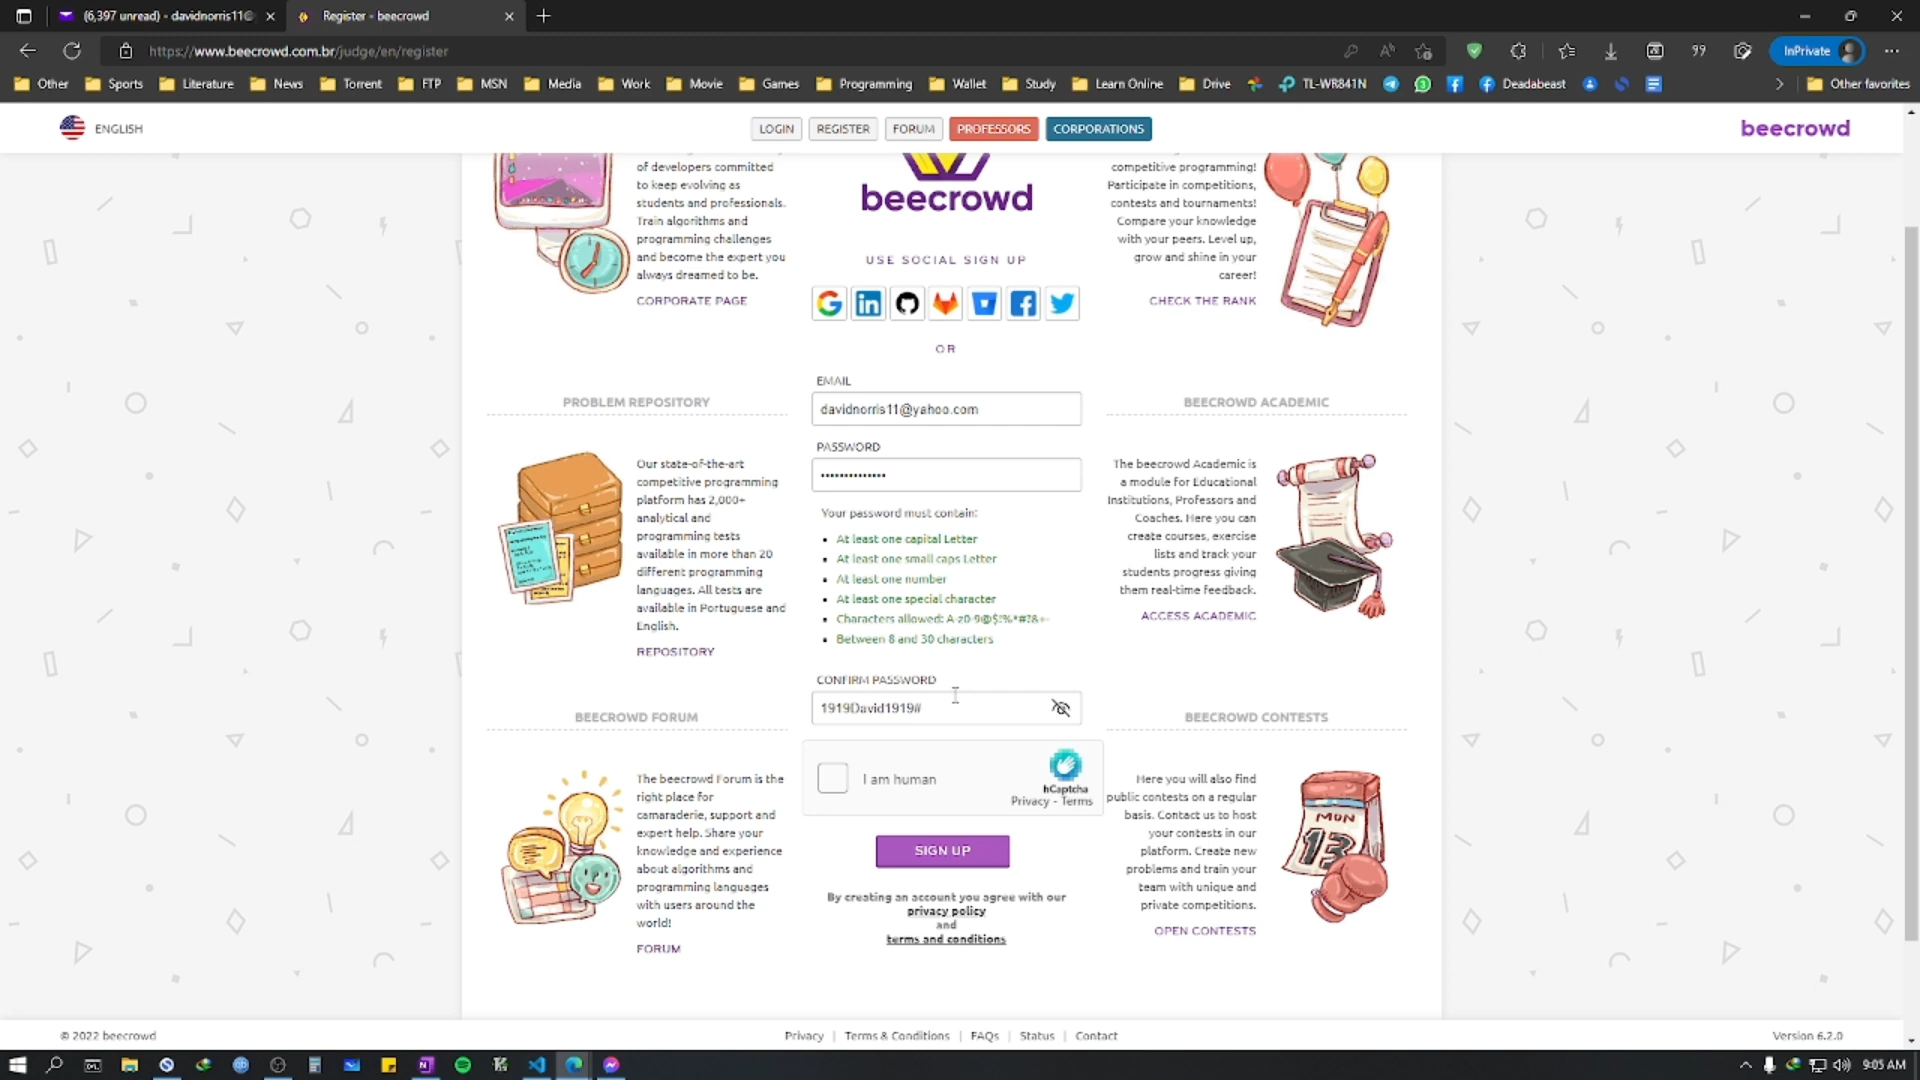 (6,397 unread) - davidnorris11@
Register - beecrowd
https://www.beecrowd.com.br/judge/en/register
InPrivate
Other
Sports
Literature
News
Torrent
FTP
MSN
Media
Work
Movie
Games
Programming
Wallet
Study
Learn Online
Drive
TL-WR841N
Deadabeast
Other favorites
ENGLISH
LOGIN
REGISTER
FORUM
PROFESSORS
CORPORATIONS
beecrowd
of developers committed
to keep evolving as
students and professionals.
Train algorithms and
programming challenges
and become the expert you
always dreamed to be.
CORPORATE PAGE
beecrowd
USE SOCIAL SIGN UP
OR
competitive programming!
Participate in competitions,
contests and tournaments!
Compare your knowledge
with your peers. Level up,
grow and shine in your
career!
CHECK THE RANK
EMAIL
davidnorris11@yahoo.com
PASSWORD
••••••••••••••
Your password must contain:
At least one capital Letter
At least one small caps Letter
At least one number
At least one special character
Characters allowed: A-z0-9@$!%*#?&+-
Between 8 and 30 characters
CONFIRM PASSWORD
1919David1919#
I am human
hCaptcha
Privacy - Terms
SIGN UP
By creating an account you agree with our
privacy policy
and
terms and conditions
PROBLEM REPOSITORY
Our state-of-the-art
competitive programming
platform has 2,000+
analytical and
programming tests
available in more than 20
different programming
languages. All tests are
available in Portuguese and
English.
REPOSITORY
BEECROWD ACADEMIC
The beecrowd Academic is
a module for Educational
Institutions, Professors and
Coaches. Here you can
create courses, exercise
lists and track your
students progress giving
them real-time feedback.
ACCESS ACADEMIC
BEECROWD FORUM
The beecrowd Forum is the
right place for
camaraderie, support and
expert help. Share your
knowledge and experience
about algorithms and
programming languages
with users around the
world!
FORUM
BEECROWD CONTESTS
Here you will also find
public contests on a regular
basis. Contact us to host
your contests in our
platform. Create new
problems and train your
team with unique and
private competitions.
OPEN CONTESTS
MON
13
© 2022 beecrowd
Privacy | Terms & Conditions | FAQs | Status | Contact
Version 6.2.0
9:05 AM